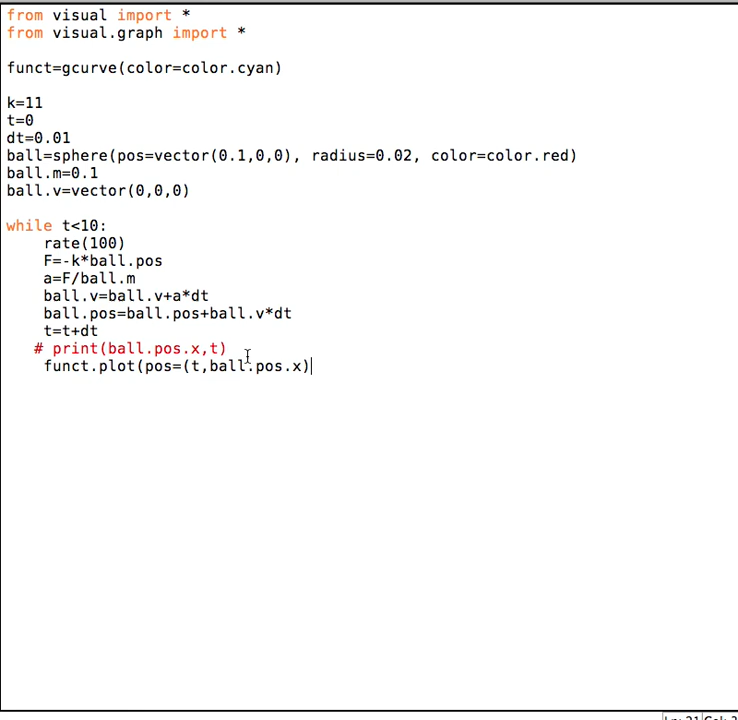 from visual import *
from visual.graph import *
funct=gcurve(color=color.cyan)
k=11
t=0
dt=0.01
ball=sphere(pos=vector(0.1,0,0), radius=0.02, color=color.red)
ball.m=0.1
ball.v=vector(0,0,0)
while t<10:
rate(100)
F=-k*ball.pos
a=F/ball.m
ball.v=ball.v+a*dt
ball.pos=ball.pos+ball.v*dt
t=t+dt
# print(ball.pos.x,t)
funct.plot(pos=(t,ball.pos.x)